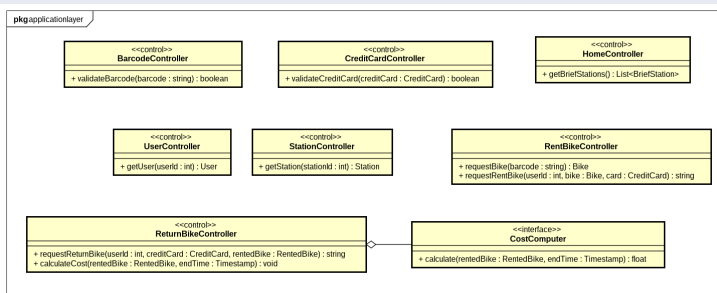 pkg applicationlayer
<<control>>
BarcodeController
+ validateBarcode(barcode : string) : boolean
<<control>>
CreditCardController
+ validateCreditCard(creditCard : CreditCard) : boolean
<<control>>
HomeController
+ getBriefStations() : List<BriefStation>
<<control>>
UserController
+ getUser(userId : int) : User
<<control>>
StationController
+ getStation(stationId : int) : Station
<<control>>
RentBikeController
+ requestBike(barcode : string) : Bike
+ requestRentBike(userId : int, bike : Bike, card : CreditCard) : string
<<control>>
ReturnBikeController
+ requestReturnBike(userId : int, creditCard : CreditCard, rentedBike : RentedBike) : string
+ calculateCost(rentedBike : RentedBike, endTime : Timestamp) : void
<<interface>>
CostComputer
+ calculate(rentedBike : RentedBike, endTime : Timestamp) : float